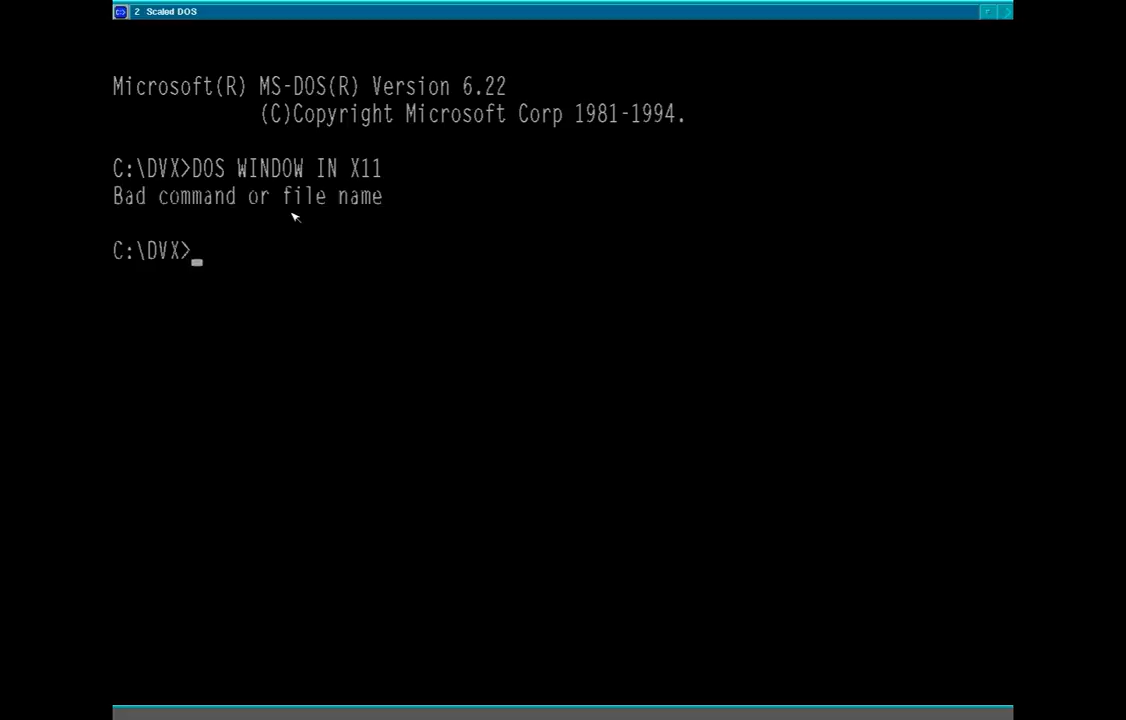 2 Scaled DOS
Microsoft(R) MS-DOS(R) Version 6.22
(C)Copyright Microsoft Corp 1981-1994.
C:\DVX>DOS WINDOW IN X11
Bad command or file name
C:\DVX>_